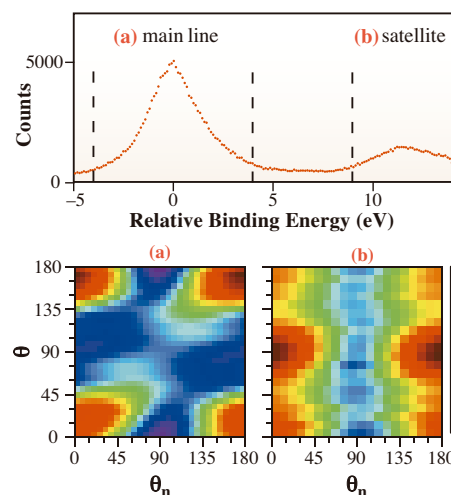 (a) main line
(b) satellite
5000
0
Counts
−5
0
5
10
Relative Binding Energy (eV)
(a)
(b)
180
135
90
45
0
θ
0
45
90
135
180
0
45
90
135
180
θn
θn